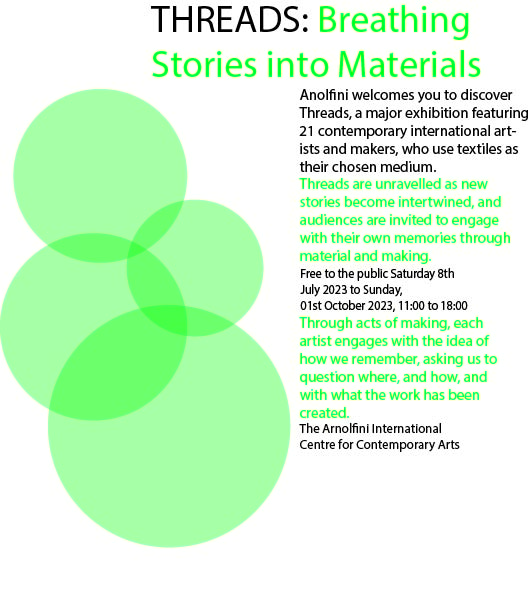 THREADS: Breathing
Stories into Materials
Anolfini welcomes you to discover
Threads, a major exhibition featuring
21 contemporary international art-
ists and makers, who use textiles as
their chosen medium.
Threads are unravelled as new
stories become intertwined, and
audiences are invited to engage
with their own memories through
material and making.
Free to the public Saturday 8th
July 2023 to Sunday,
01st October 2023, 11:00 to 18:00
Through acts of making, each
artist engages with the idea of
how we remember, asking us to
question where, and how, and
with what the work has been
created.
The Arnolfini International
Centre for Contemporary Arts